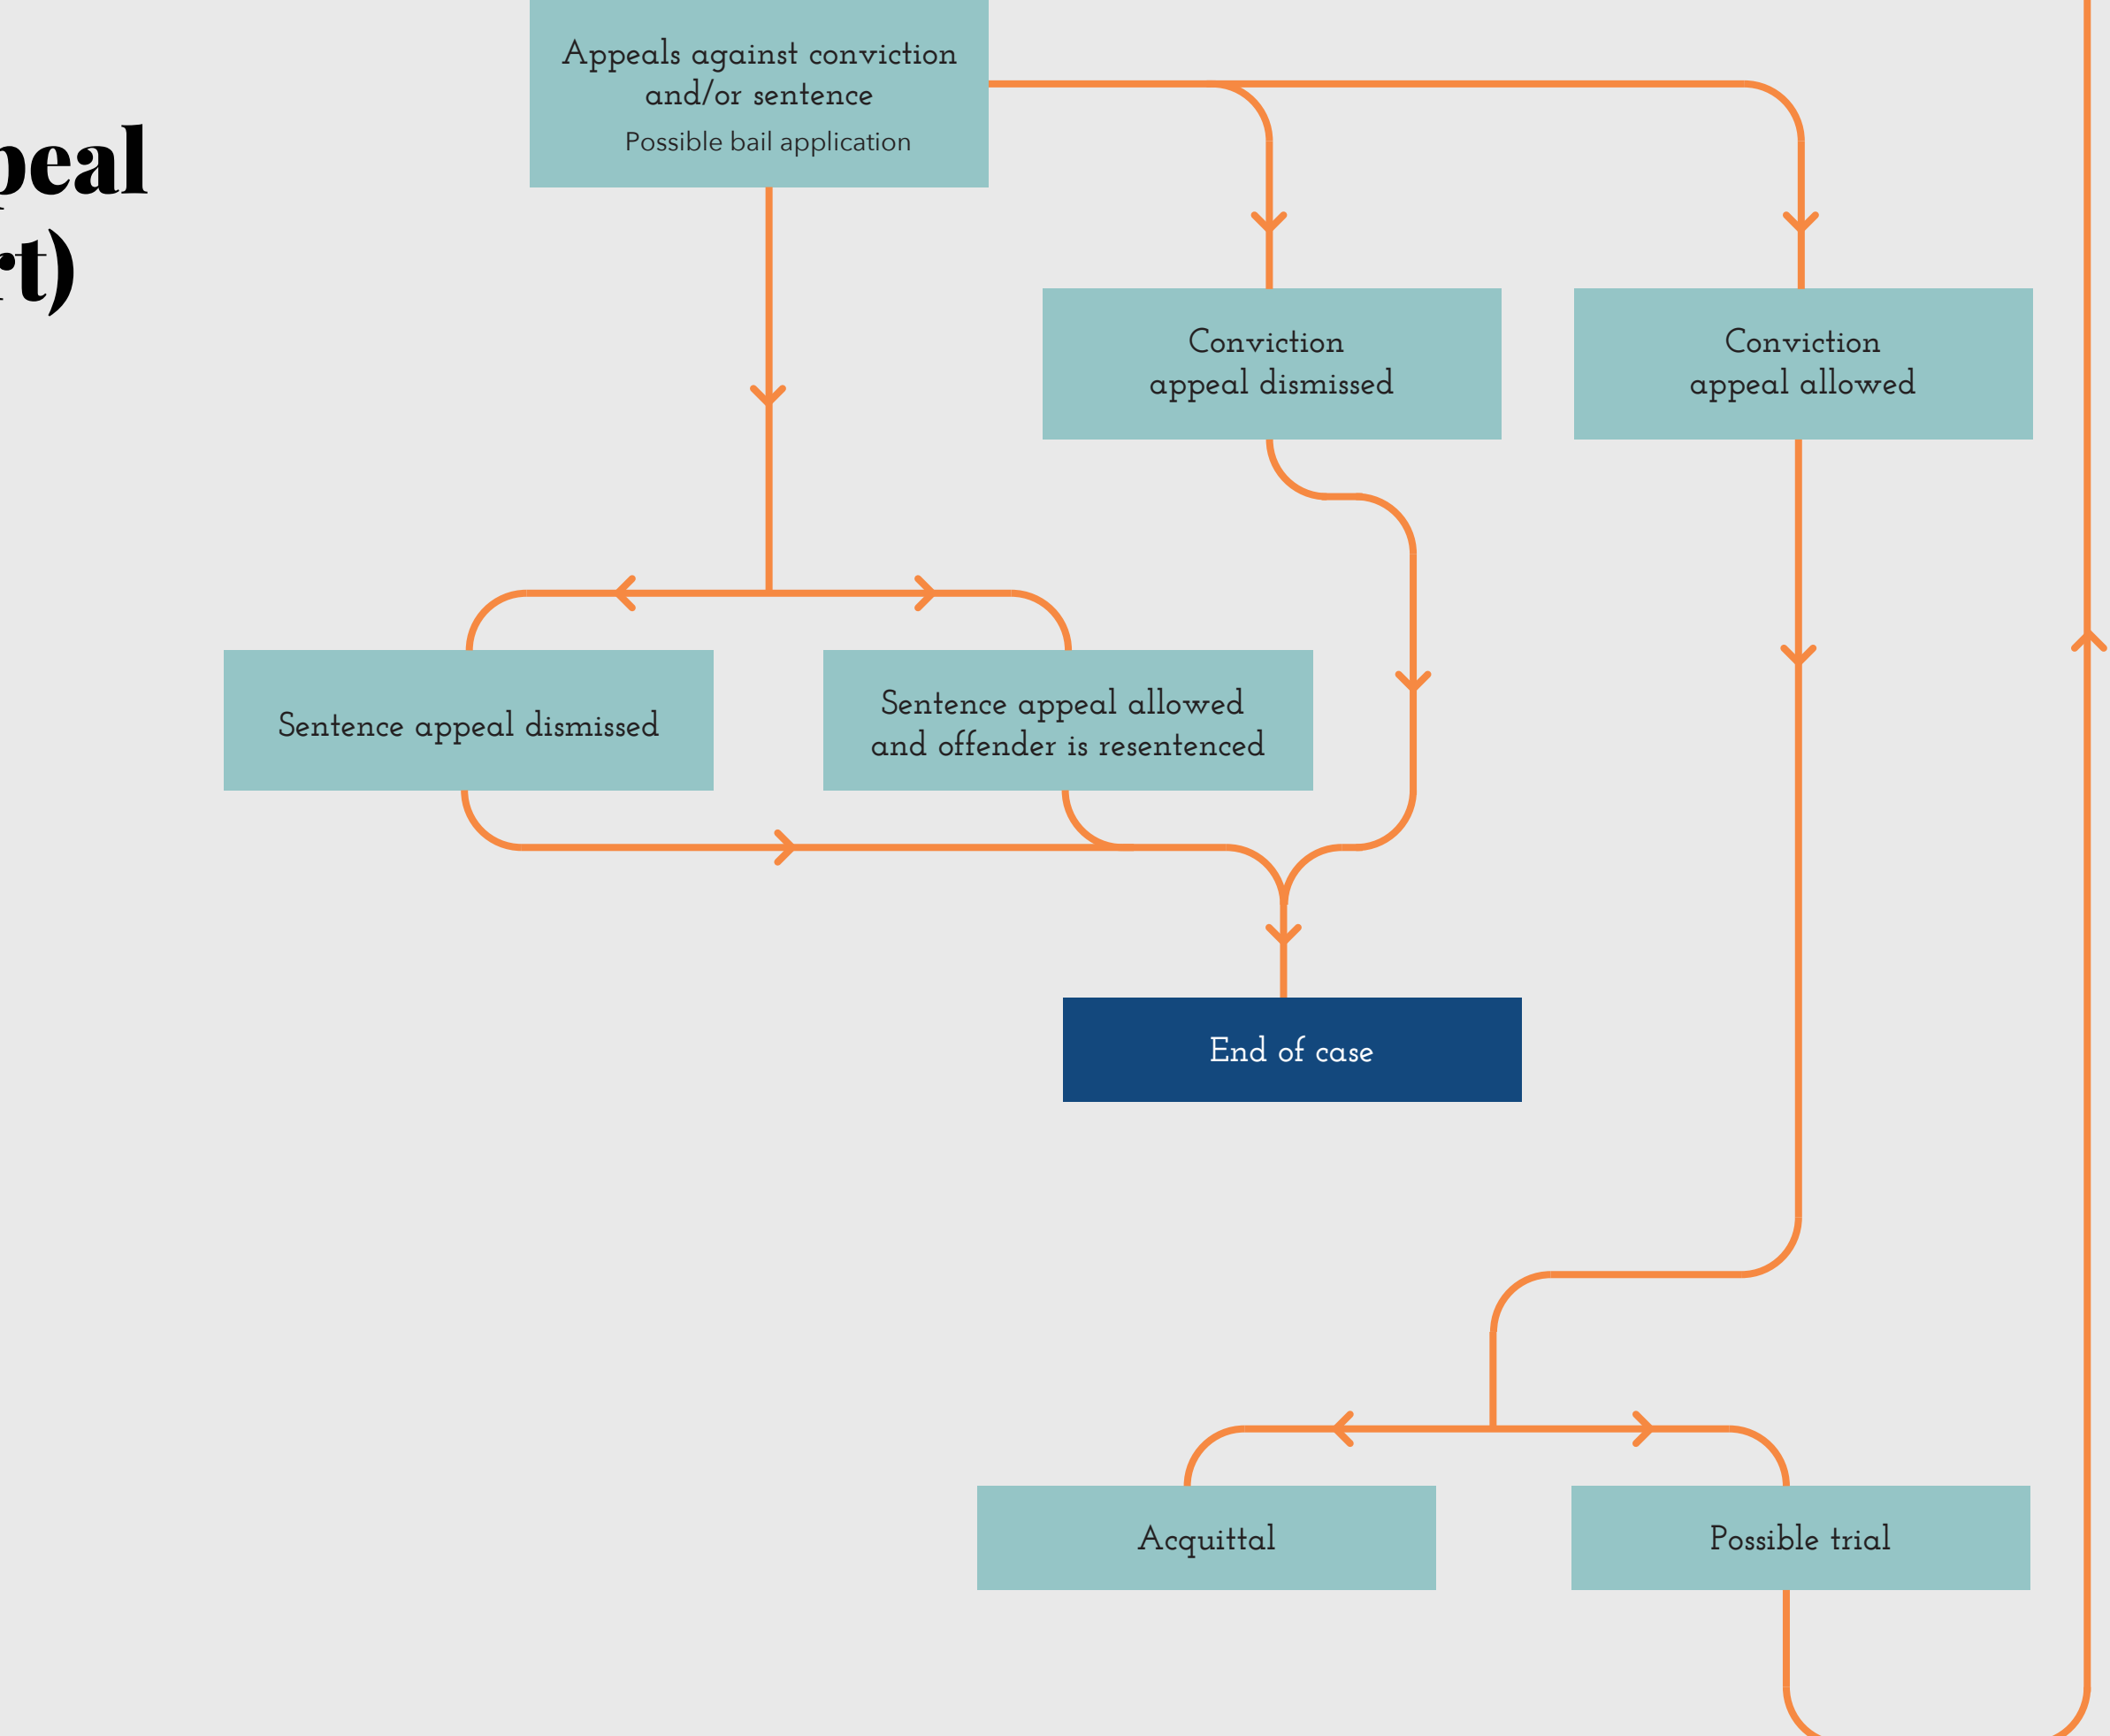 Appeals against conviction
and/or sentence
Possible bail application
peal
rt)
Conviction
appeal dismissed
Conviction
appeal allowed
Sentence appeal dismissed
Sentence appeal allowed
and offender is resentenced
End of case
Acquittal
Possible trial